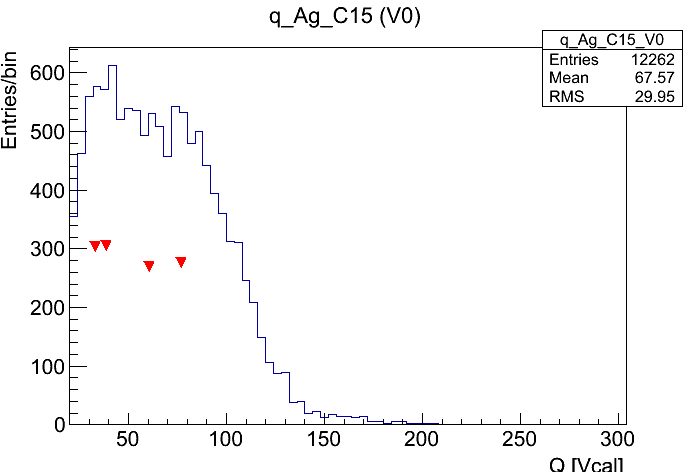 q_Ag_C15 (V0)
q_Ag_C15_V0
Entries 12262
Mean 67.57
RMS 29.95
Entries/bin
600
500
400
300
200
100
0
50 100 150 200 250 300
Q [Vcal]